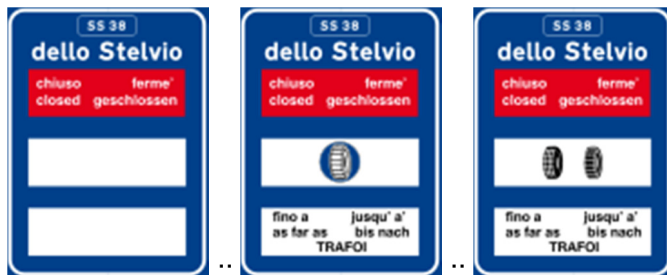 SS 38
dello Stelvio
chiuso ferme'
closed geschlossen
SS 38
dello Stelvio
chiuso ferme'
closed geschlossen
fino a jusqu' a'
as far as bis nach
TRAFOI
SS 38
dello Stelvio
chiuso ferme'
closed geschlossen
fino a jusqu' a'
as far as bis nach
TRAFOI
.. ..